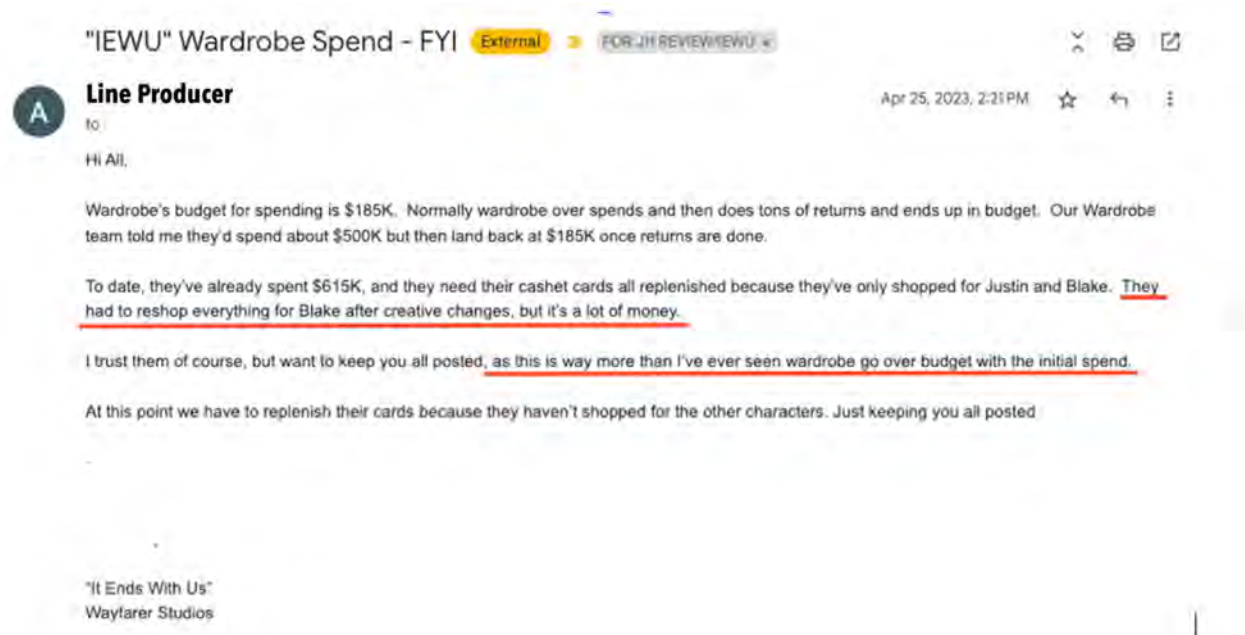 "IEWU" Wardrobe Spend - FYI External FOR JH REVIEW/IEWU x
A
Line Producer
Apr 25, 2023, 2:21 PM
to
Hi All,
Wardrobe's budget for spending is $185K. Normally wardrobe over spends and then does tons of returns and ends up in budget. Our Wardrobe
team told me they'd spend about $500K but then land back at $185K once returns are done.
To date, they've already spent $615K, and they need their cashet cards all replenished because they've only shopped for Justin and Blake. They
had to reshop everything for Blake after creative changes, but it's a lot of money.
I trust them of course, but want to keep you all posted, as this is way more than I've ever seen wardrobe go over budget with the initial spend.
At this point we have to replenish their cards because they haven't shopped for the other characters. Just keeping you all posted
"It Ends With Us"
Wayfarer Studios